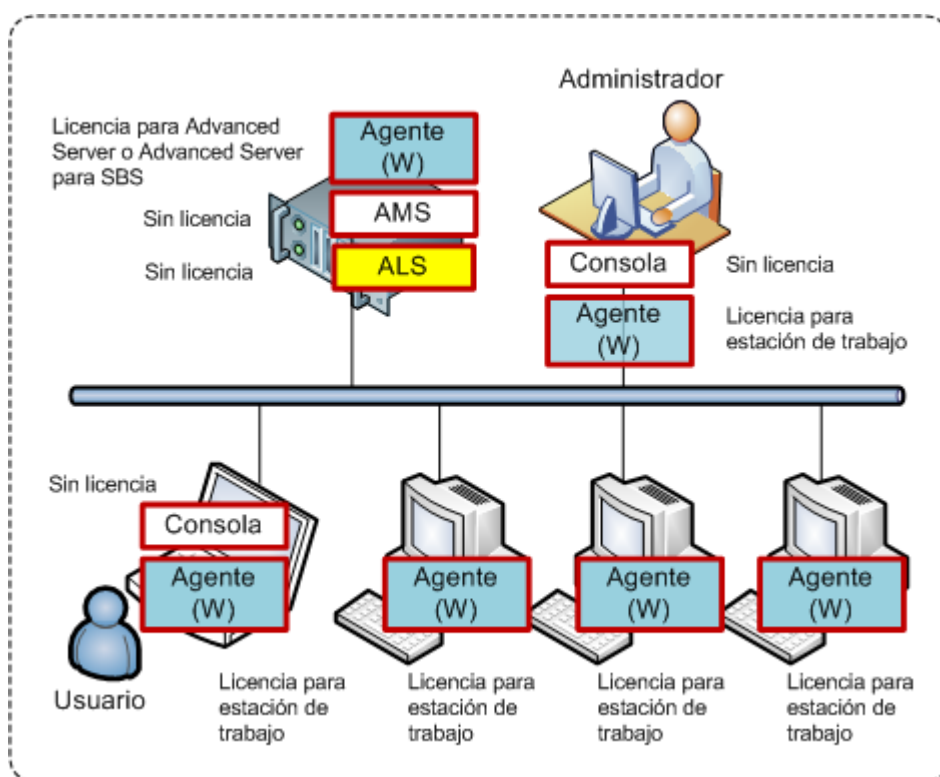 Administrador
Licencia para Advanced
Server o Advanced Server
para SBS
Agente
(W)
Sin licencia
AMS
Sin licencia
ALS
Consola
Sin licencia
Agente
(W)
Licencia para
estación de trabajo
Sin licencia
Consola
Agente
(W)
Agente
(W)
Agente
(W)
Agente
(W)
Usuario
Licencia para
estación de
trabajo
Licencia para
estación de
trabajo
Licencia para
estación de
trabajo
Licencia para
estación de
trabajo